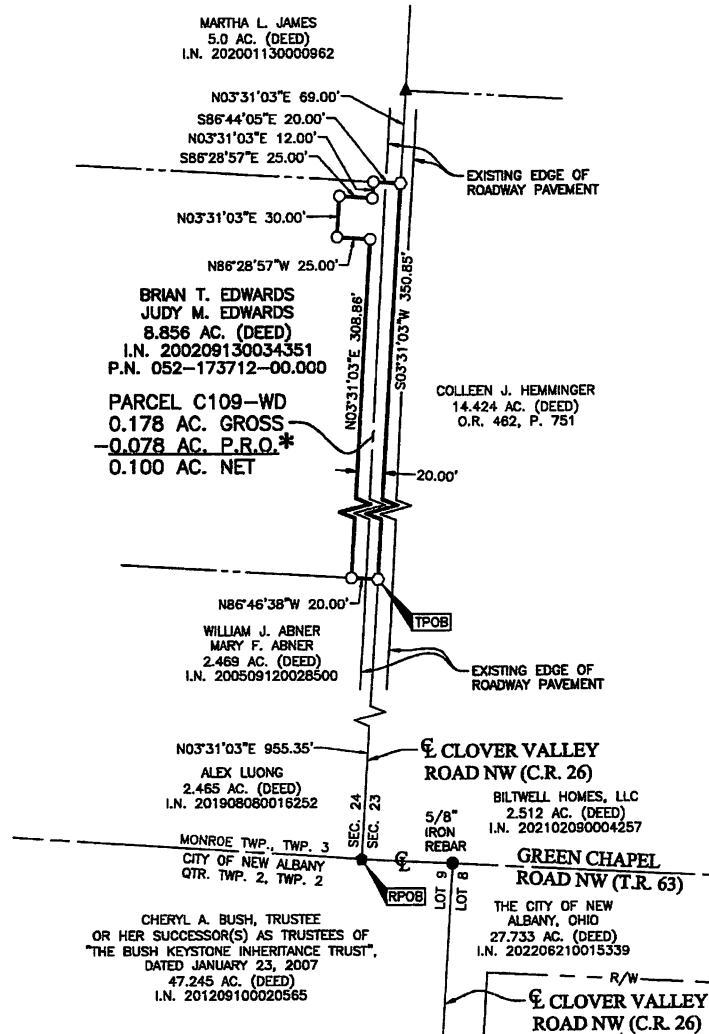 MARTHA L. JAMES
5.0 AC. (DEED)
I.N. 202001130000962
N03°31'03"E 69.00'
S86°44'05"E 20.00'
N03°31'03"E 12.00'
S86°28'57"E 25.00'
EXISTING EDGE OF
ROADWAY PAVEMENT
N03°31'03"E 30.00'
N86°28'57"W 25.00'
BRIAN T. EDWARDS
JUDY M. EDWARDS
8.856 AC. (DEED)
I.N. 200209130034351
P.N. 052-173712-00.000
N03°31'03"E 308.86'
S03°31'03"W 350.85'
COLLEEN J. HEMMINGER
14.424 AC. (DEED)
O.R. 462, P. 751
PARCEL C109-WD
0.178 AC. GROSS
-0.078 AC. P.R.O.*
0.100 AC. NET
20.00'
N86°46'38"W 20.00'
TPOB
WILLIAM J. ABNER
MARY F. ABNER
2.469 AC. (DEED)
I.N. 200509120028500
EXISTING EDGE OF
ROADWAY PAVEMENT
N03°31'03"E 955.35'
℄ CLOVER VALLEY
ROAD NW (C.R. 26)
ALEX LUONG
2.465 AC. (DEED)
I.N. 201908080016252
SEC. 24
SEC. 23
5/8"
IRON
REBAR
BILTWELL HOMES, LLC
2.512 AC. (DEED)
I.N. 202102090004257
MONROE TWP., TWP. 3
CITY OF NEW ALBANY
QTR. TWP. 2, TWP. 2
℄
GREEN CHAPEL
ROAD NW (T.R. 63)
RPOB
LOT 9
LOT 8
THE CITY OF NEW
ALBANY, OHIO
27.733 AC. (DEED)
I.N. 202206210015339
CHERYL A. BUSH, TRUSTEE
OR HER SUCCESSOR(S) AS TRUSTEES OF
"THE BUSH KEYSTONE INHERITANCE TRUST",
DATED JANUARY 23, 2007
47.245 AC. (DEED)
I.N. 201209100020565
R/W
℄ CLOVER VALLEY
ROAD NW (C.R. 26)